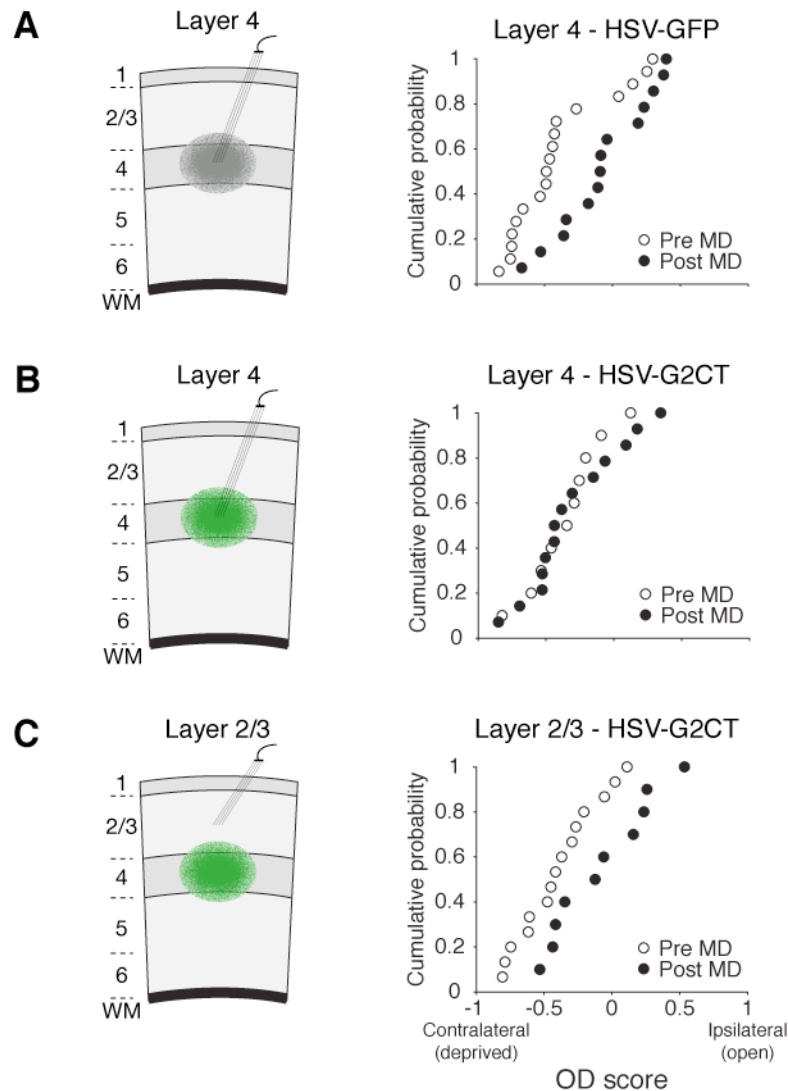 A
Layer 4
1
2/3
4
5
6
WM
Layer 4 - HSV-GFP
Cumulative probability
1
0.8
0.6
0.4
0.2
0
Pre MD
Post MD
B
Layer 4
1
2/3
4
5
6
WM
Layer 4 - HSV-G2CT
Cumulative probability
1
0.8
0.6
0.4
0.2
0
Pre MD
Post MD
C
Layer 2/3
1
2/3
4
5
6
WM
Layer 2/3 - HSV-G2CT
Cumulative probability
1
0.8
0.6
0.4
0.2
0
Pre MD
Post MD
-1 -0.5 0 0.5 1
Contralateral Ipsilateral
(deprived) (open)
OD score